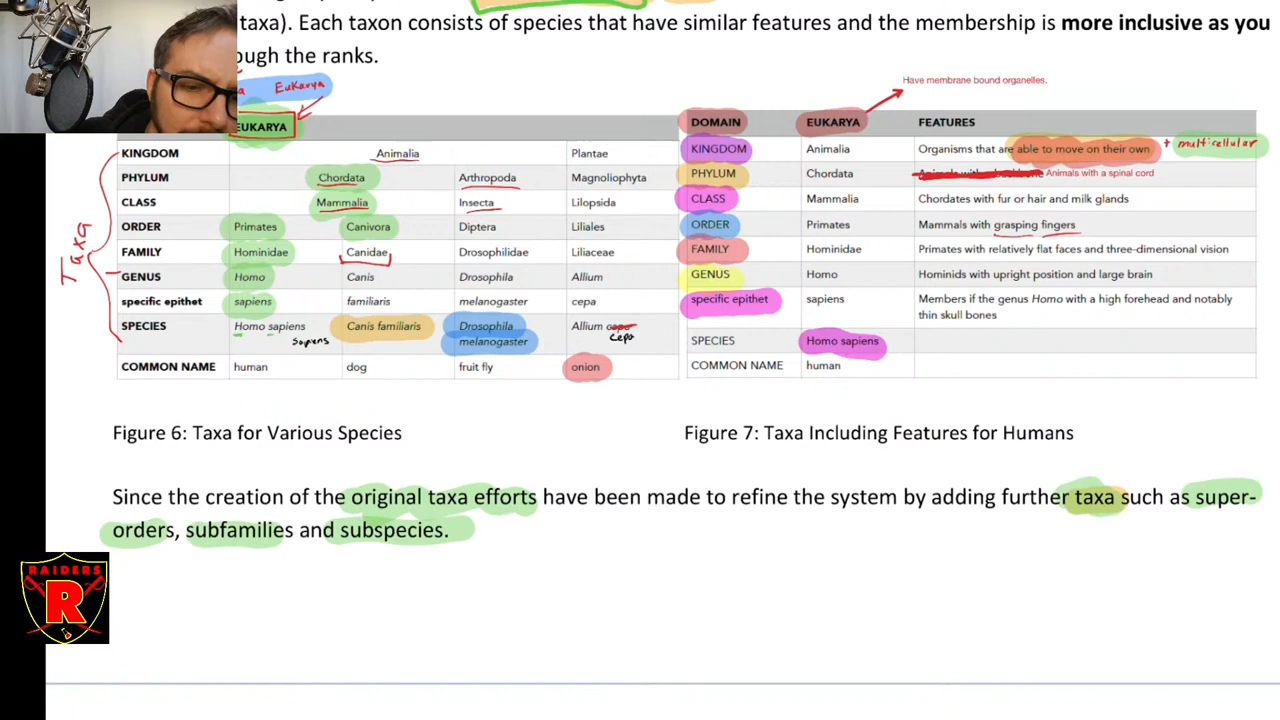 taxa). Each taxon consists of species that have similar features and the membership is more inclusive as you
ough the ranks.
a Eukarya
Have membrane bound organelles.
EUKARYA
KINGDOM Animalia Plantae
PHYLUM Chordata Arthropoda Magnoliophyta
CLASS Mammalia Insecta Lilopsida
ORDER Primates Canivora Diptera Liliales
FAMILY Hominidae Canidae Drosophilidae Liliaceae
GENUS Homo Canis Drosophila Allium
specific epithet sapiens familiaris melanogaster cepa
SPECIES Homo sapiens Canis familiaris Drosophila melanogaster Allium cepa
sapiens cepa
COMMON NAME human dog fruit fly onion
Taxa
DOMAIN EUKARYA FEATURES
KINGDOM Animalia Organisms that are able to move on their own + multicellular
PHYLUM Chordata Animals with a backbone Animals with a spinal cord
CLASS Mammalia Chordates with fur or hair and milk glands
ORDER Primates Mammals with grasping fingers
FAMILY Hominidae Primates with relatively flat faces and three-dimensional vision
GENUS Homo Hominids with upright position and large brain
specific epithet sapiens Members if the genus Homo with a high forehead and notably
thin skull bones
SPECIES Homo sapiens
COMMON NAME human
Figure 6: Taxa for Various Species
Figure 7: Taxa Including Features for Humans
Since the creation of the original taxa efforts have been made to refine the system by adding further taxa such as super-
orders, subfamilies and subspecies.
RAIDERS
R